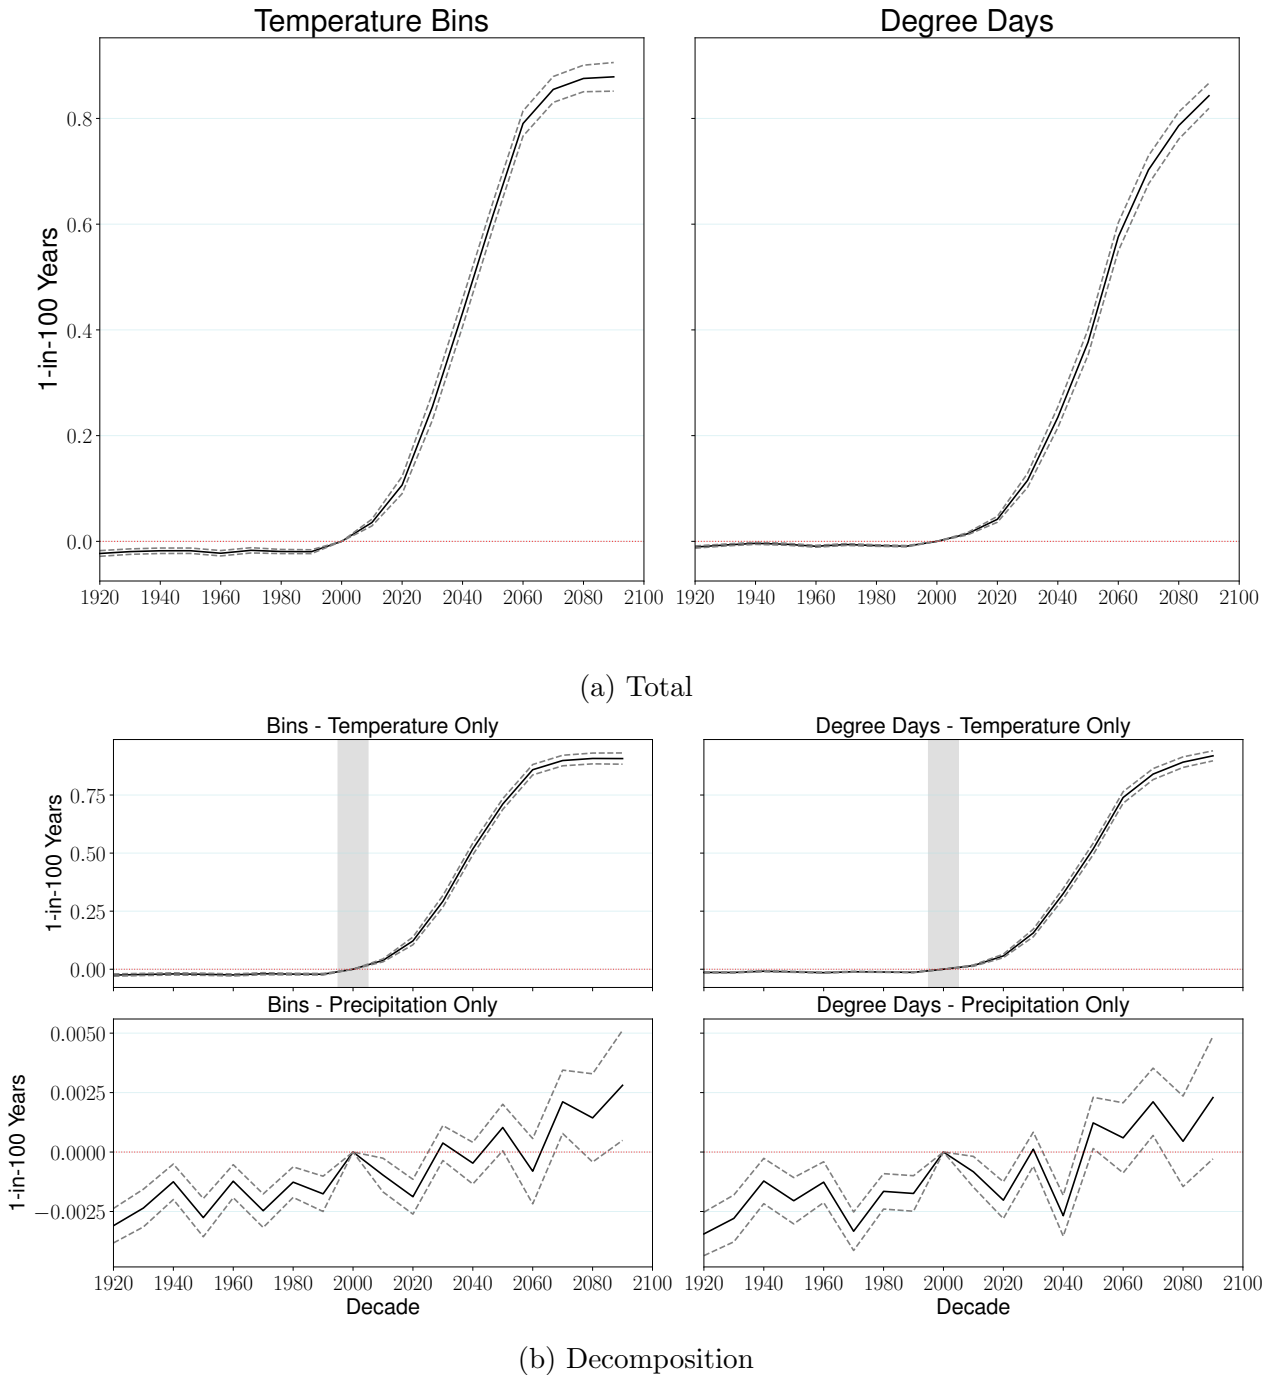 Temperature Bins
Degree Days
1-in-100 Years
0.8
0.6
0.4
0.2
0.0
1920 1940 1960 1980 2000 2020 2040 2060 2080 2100
1920 1940 1960 1980 2000 2020 2040 2060 2080 2100
(a) Total
Bins - Temperature Only
Degree Days - Temperature Only
1-in-100 Years
0.75
0.50
0.25
0.00
Bins - Precipitation Only
Degree Days - Precipitation Only
1-in-100 Years
0.0050
0.0025
0.0000
−0.0025
1920 1940 1960 1980 2000 2020 2040 2060 2080 2100
1920 1940 1960 1980 2000 2020 2040 2060 2080 2100
Decade
Decade
(b) Decomposition